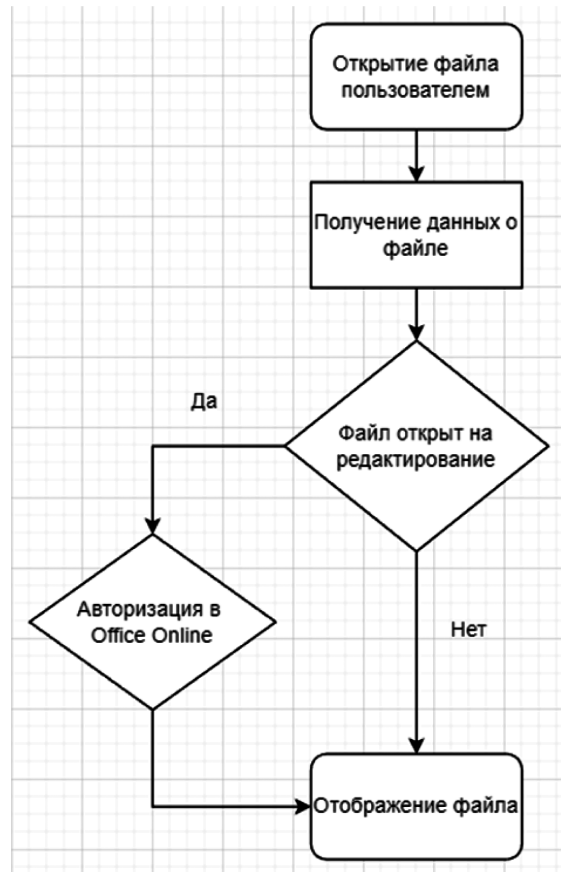 Открытие файла
пользователем
Получение данных о
файле
Да
Файл открыт на
редактирование
Авторизация в
Office Online
Нет
Отображение файла